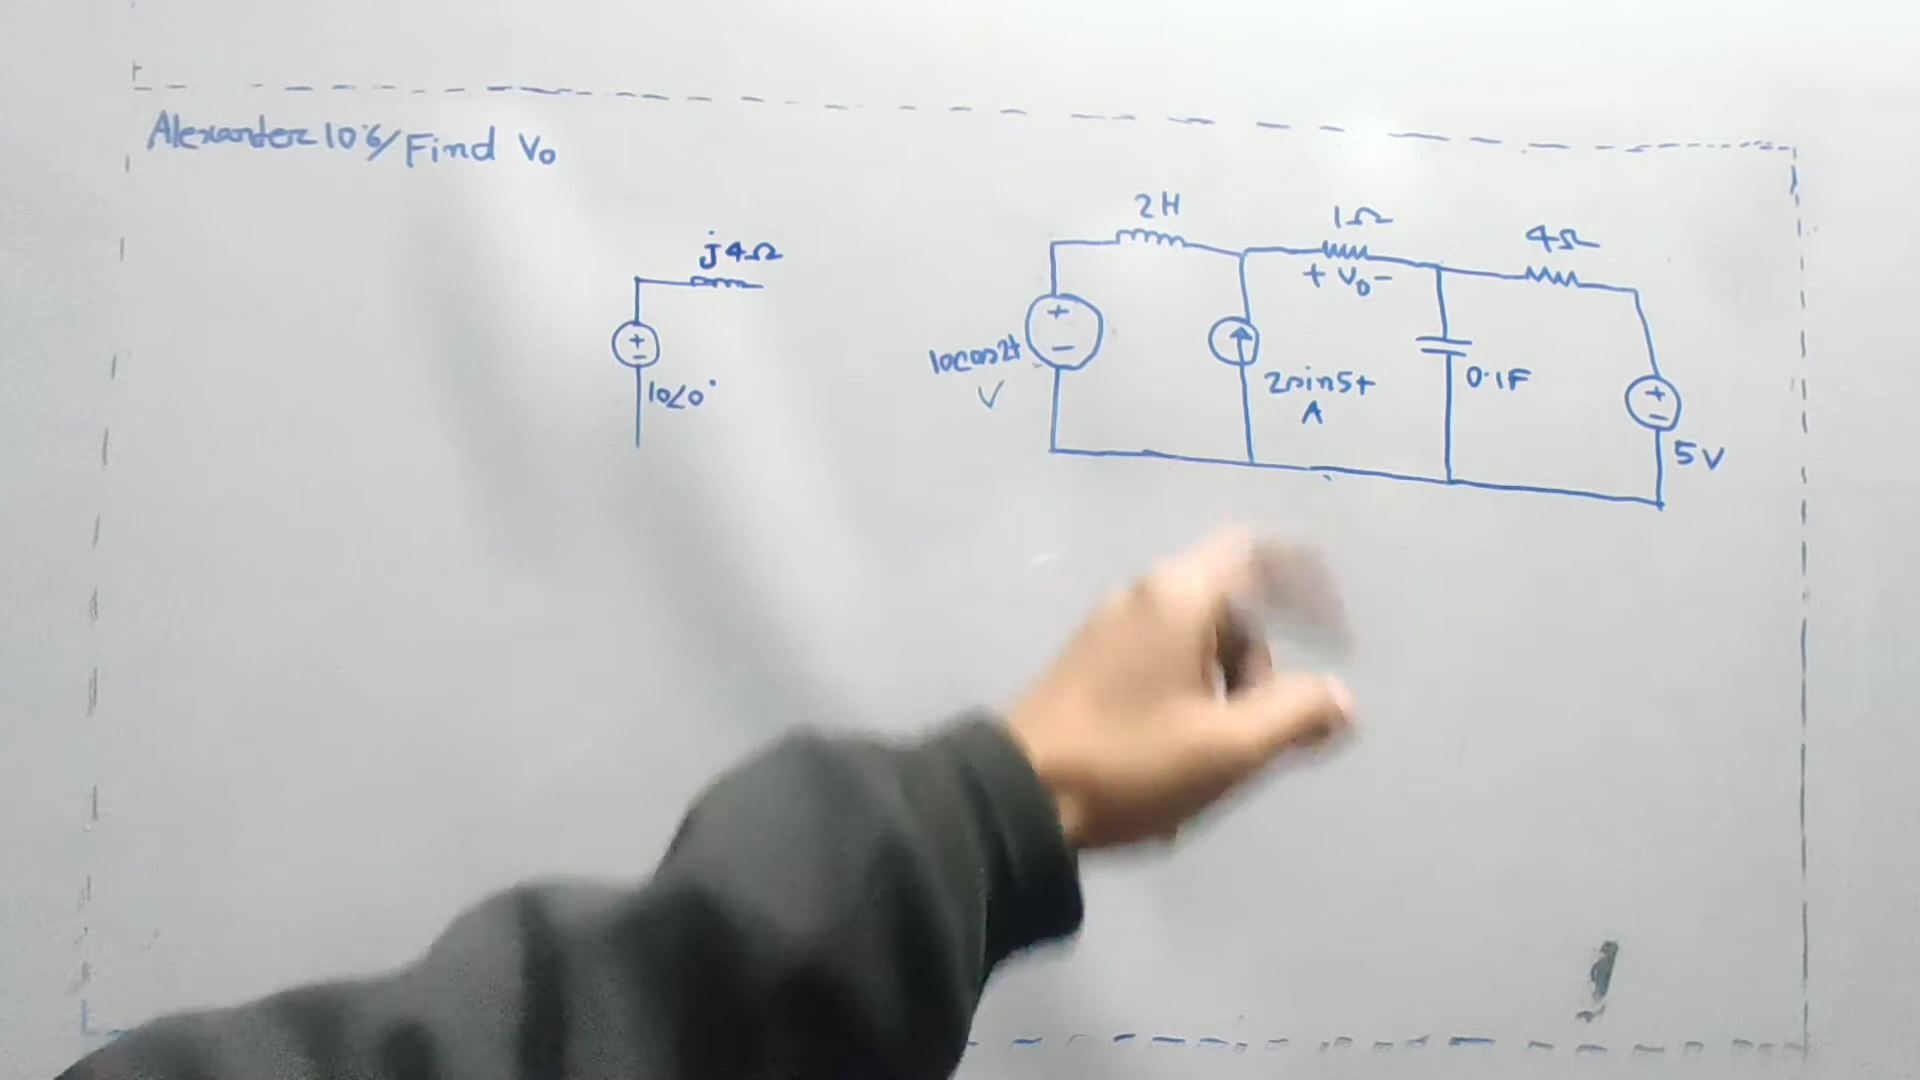 Alexander 10.6/Find Vo
j4Ω
+
-
10∠0°
2H
1Ω
4Ω
+ Vo -
+
-
10cos2t
V
2sin5t
A
0.1F
+
-
5V